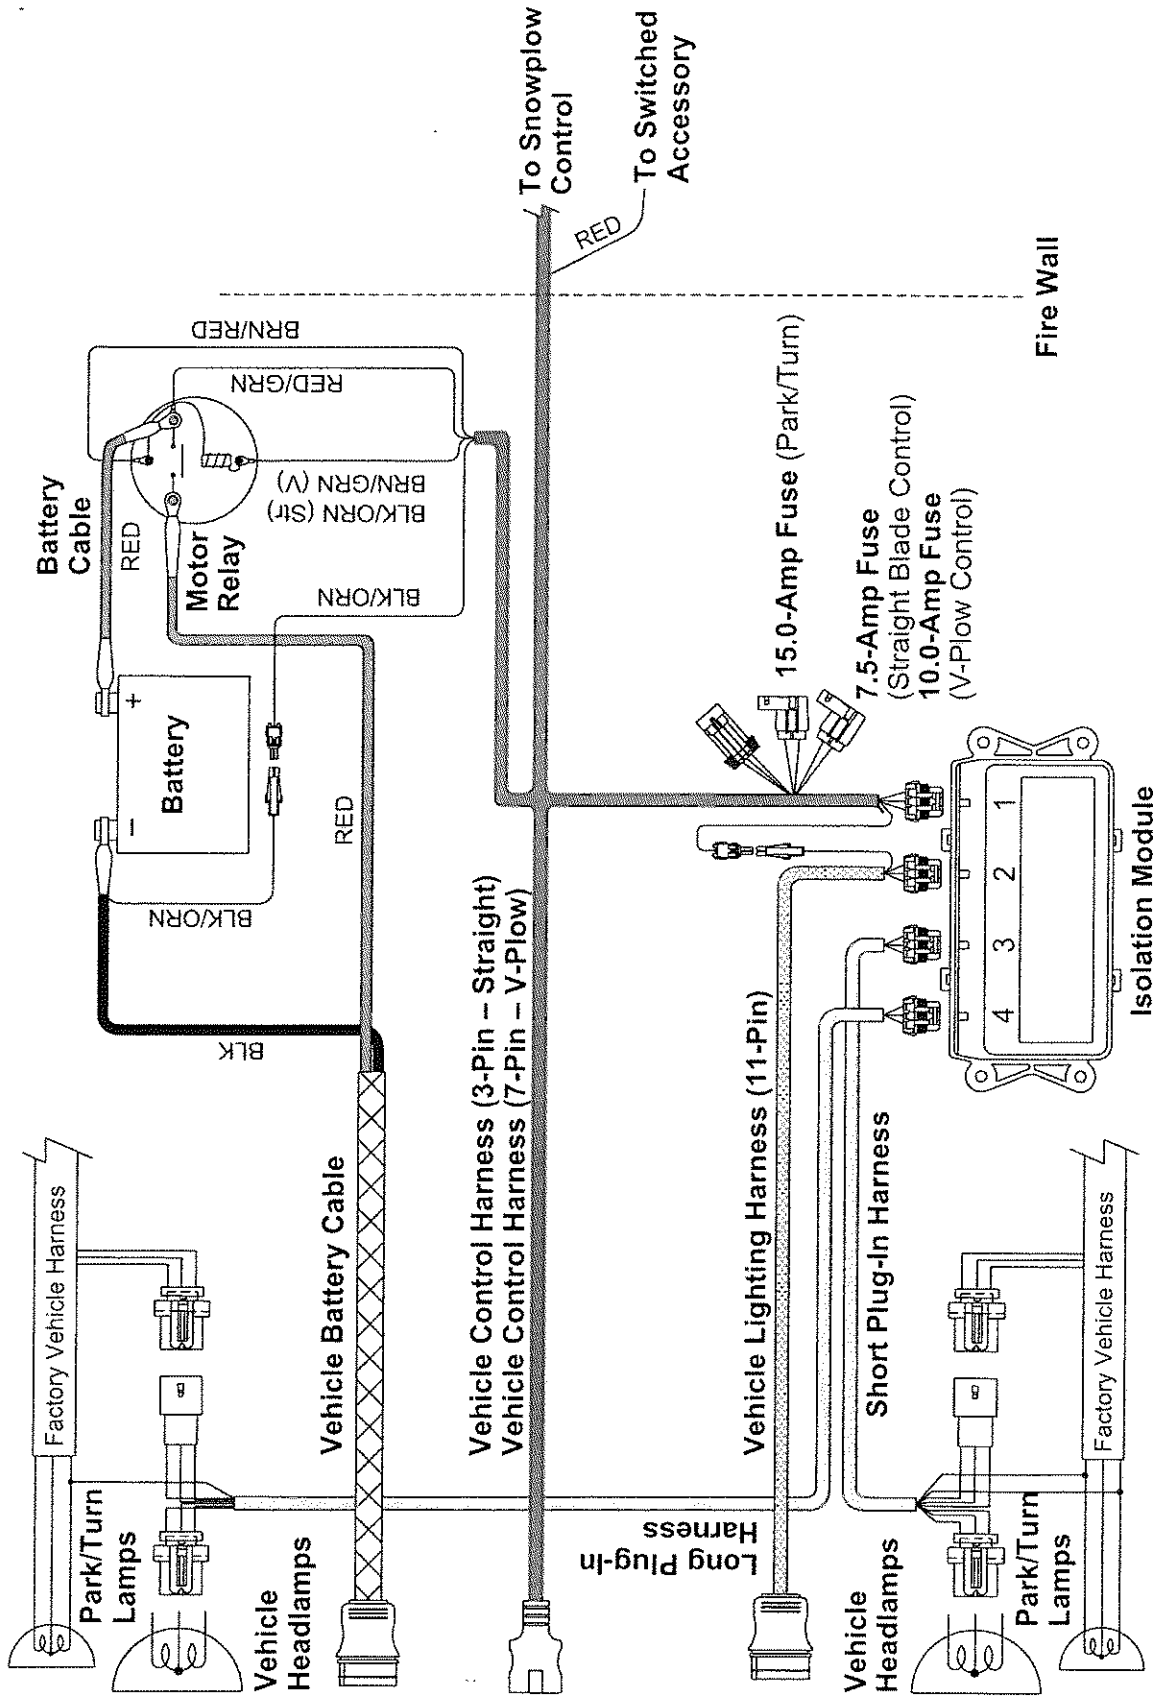 Factory Vehicle Harness
Park/Turn
Lamps
Vehicle
Headlamps
Vehicle Battery Cable
BLK
BLK/ORN
RED
Battery
−
+
Battery
Cable
RED
Motor
Relay
BLK/ORN
BLK/ORN (Str)
BRN/GRN (V)
RED/GRN
BRN/RED
Vehicle Control Harness (3-Pin – Straight)
Vehicle Control Harness (7-Pin – V-Plow)
To Snowplow
Control
RED
To Switched
Accessory
Fire Wall
15.0-Amp Fuse (Park/Turn)
7.5-Amp Fuse
(Straight Blade Control)
10.0-Amp Fuse
(V-Plow Control)
Long Plug-In
Harness
Vehicle Lighting Harness (11-Pin)
Short Plug-In Harness
4
3
2
1
Isolation Module
Vehicle
Headlamps
Park/Turn
Lamps
Factory Vehicle Harness